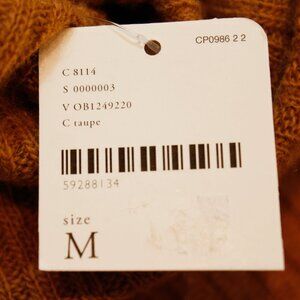 CP0986 2 2
C 8114
S 0000003
V OB1249220
C taupe
59288134
size
M